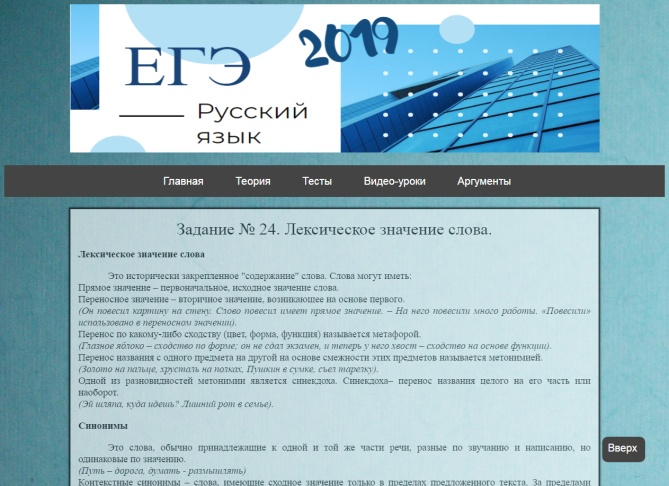 ЕГЭ 2019
Русский
язык
Главная Теория Тесты Видео-уроки Аргументы
Задание № 24. Лексическое значение слова.
Лексическое значение слова
Это исторически закрепленное "содержание" слова. Слова могут иметь:
Прямое значение – первоначальное, исходное значение слова.
Переносное значение – вторичное значение, возникающее на основе первого.
(Он повесил картину на стену. Слово повесил имеет прямое значение. – На него повесили много работы. «Повесили»
использовано в переносном значении).
Перенос по какому-либо сходству (цвет, форма, функция) называется метафорой.
(Глазное яблоко – сходство по форме; он не сдал экзамен, и теперь у него хвост – сходство на основе функции).
Перенос названия с одного предмета на другой на основе смежности этих предметов называется метонимией.
(Золото на пальце, хрусталь на полках, Пушкин в сумке, съел тарелку).
Одной из разновидностей метонимии является синекдоха. Синекдоха– перенос названия целого на его часть или
наоборот.
(Эй шляпа, куда идешь? Лишний рот в семье).
Синонимы
Это слова, обычно принадлежащие к одной и той же части речи, разные по звучанию и написанию, но
одинаковые по значению.
(Путь – дорога, думать - размышлять)
Контекстные синонимы – слова, имеющие сходное значение только в пределах предложенного текста. За пределами
Вверх